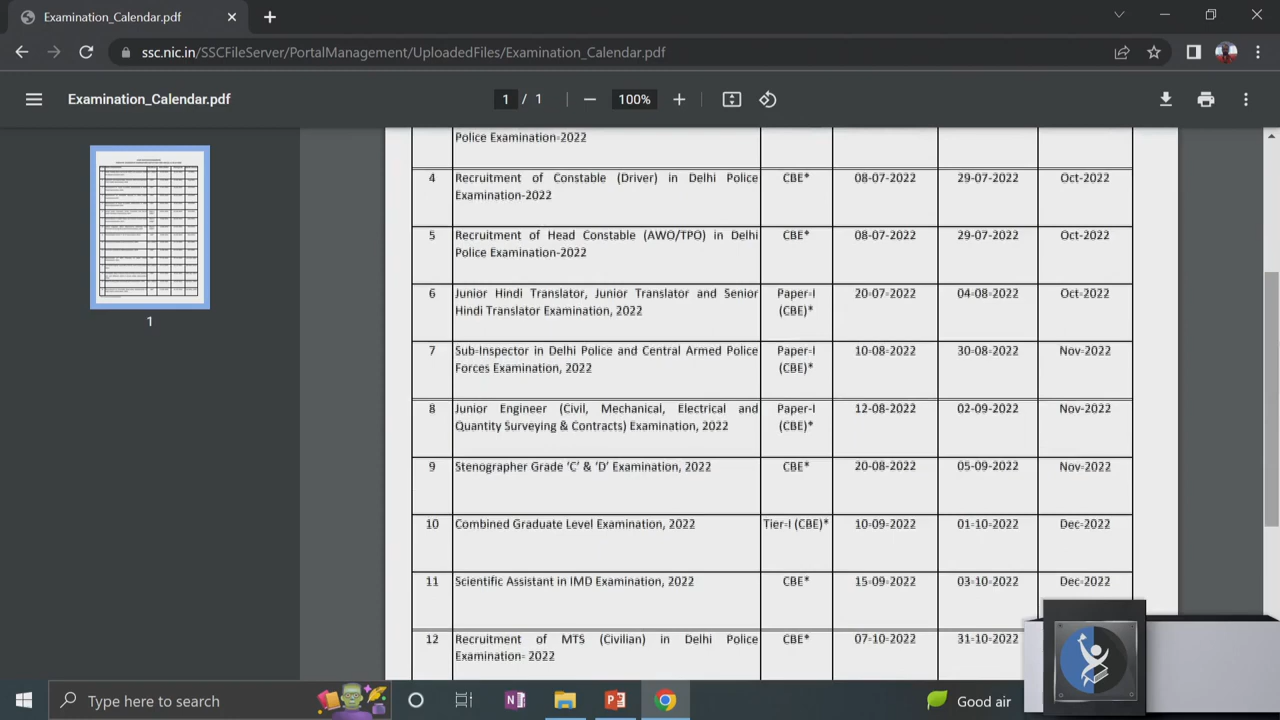 Examination_Calendar.pdf
ssc.nic.in/SSCFileServer/PortalManagement/UploadedFiles/Examination_Calendar.pdf
Examination_Calendar.pdf 1 / 1 100%
1
Police Examination-2022
4 Recruitment of Constable (Driver) in Delhi Police CBE* 08-07-2022 29-07-2022 Oct-2022
Examination-2022
5 Recruitment of Head Constable (AWO/TPO) in Delhi CBE* 08-07-2022 29-07-2022 Oct-2022
Police Examination-2022
6 Junior Hindi Translator, Junior Translator and Senior Paper-I 20-07-2022 04-08-2022 Oct-2022
Hindi Translator Examination, 2022 (CBE)*
7 Sub-Inspector in Delhi Police and Central Armed Police Paper-I 10-08-2022 30-08-2022 Nov-2022
Forces Examination, 2022 (CBE)*
8 Junior Engineer (Civil, Mechanical, Electrical and Paper-I 12-08-2022 02-09-2022 Nov-2022
Quantity Surveying & Contracts) Examination, 2022 (CBE)*
9 Stenographer Grade ‘C’ & ‘D’ Examination, 2022 CBE* 20-08-2022 05-09-2022 Nov-2022
10 Combined Graduate Level Examination, 2022 Tier-I (CBE)* 10-09-2022 01-10-2022 Dec-2022
11 Scientific Assistant in IMD Examination, 2022 CBE* 15-09-2022 03-10-2022 Dec-2022
12 Recruitment of MTS (Civilian) in Delhi Police CBE* 07-10-2022 31-10-2022
Examination- 2022
Type here to search
Good air